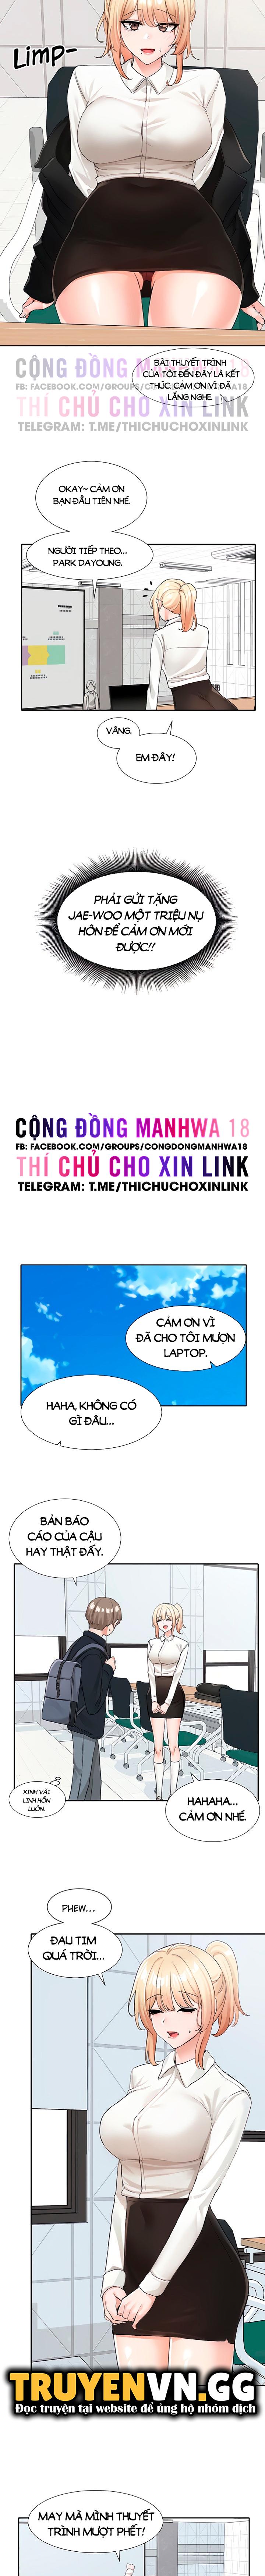 Limp-
BÀI THUYẾT TRÌNH
CỦA TÔI ĐẾN ĐÂY LÀ KẾT
THÚC. CẢM ƠN VÌ ĐÃ
LẮNG NGHE.
CỘNG ĐỒNG MANHWA 18
FB: FACEBOOK.COM/GROUPS/CONGDONGMANHWA18
THÍ CHỦ CHO XIN LINK
TELEGRAM: T.ME/THICHUCHOXINLINK
OKAY~ CẢM ƠN
BẠN ĐẦU TIÊN NHÉ.
NGƯỜI TIẾP THEO...
PARK DAYOUNG.
VÂNG.
EM ĐÂY!
PHẢI GỬI TẶNG
JAE-WOO MỘT TRIỆU NỤ
HÔN ĐỂ CẢM ƠN MỚI
ĐƯỢC!!
CỘNG ĐỒNG MANHWA 18
FB: FACEBOOK.COM/GROUPS/CONGDONGMANHWA18
THÍ CHỦ CHO XIN LINK
TELEGRAM: T.ME/THICHUCHOXINLINK
CẢM ƠN VÌ
ĐÃ CHO TÔI MƯỢN
LAPTOP.
HAHA, KHÔNG CÓ
GÌ ĐÂU...
BẢN BÁO
CÁO CỦA CẬU
HAY THẬT ĐẤY.
XINH VÃI
LINH HỒN
LUÔN.
HAHAHA...
CẢM ƠN NHÉ.
PHEW...
ĐAU TIM
QUÁ TRỜI...
TRUYENVN.GG
Đọc truyện tại website để ủng hộ nhóm dịch
MAY MÀ MÌNH THUYẾT
TRÌNH MƯỢT PHẾT!